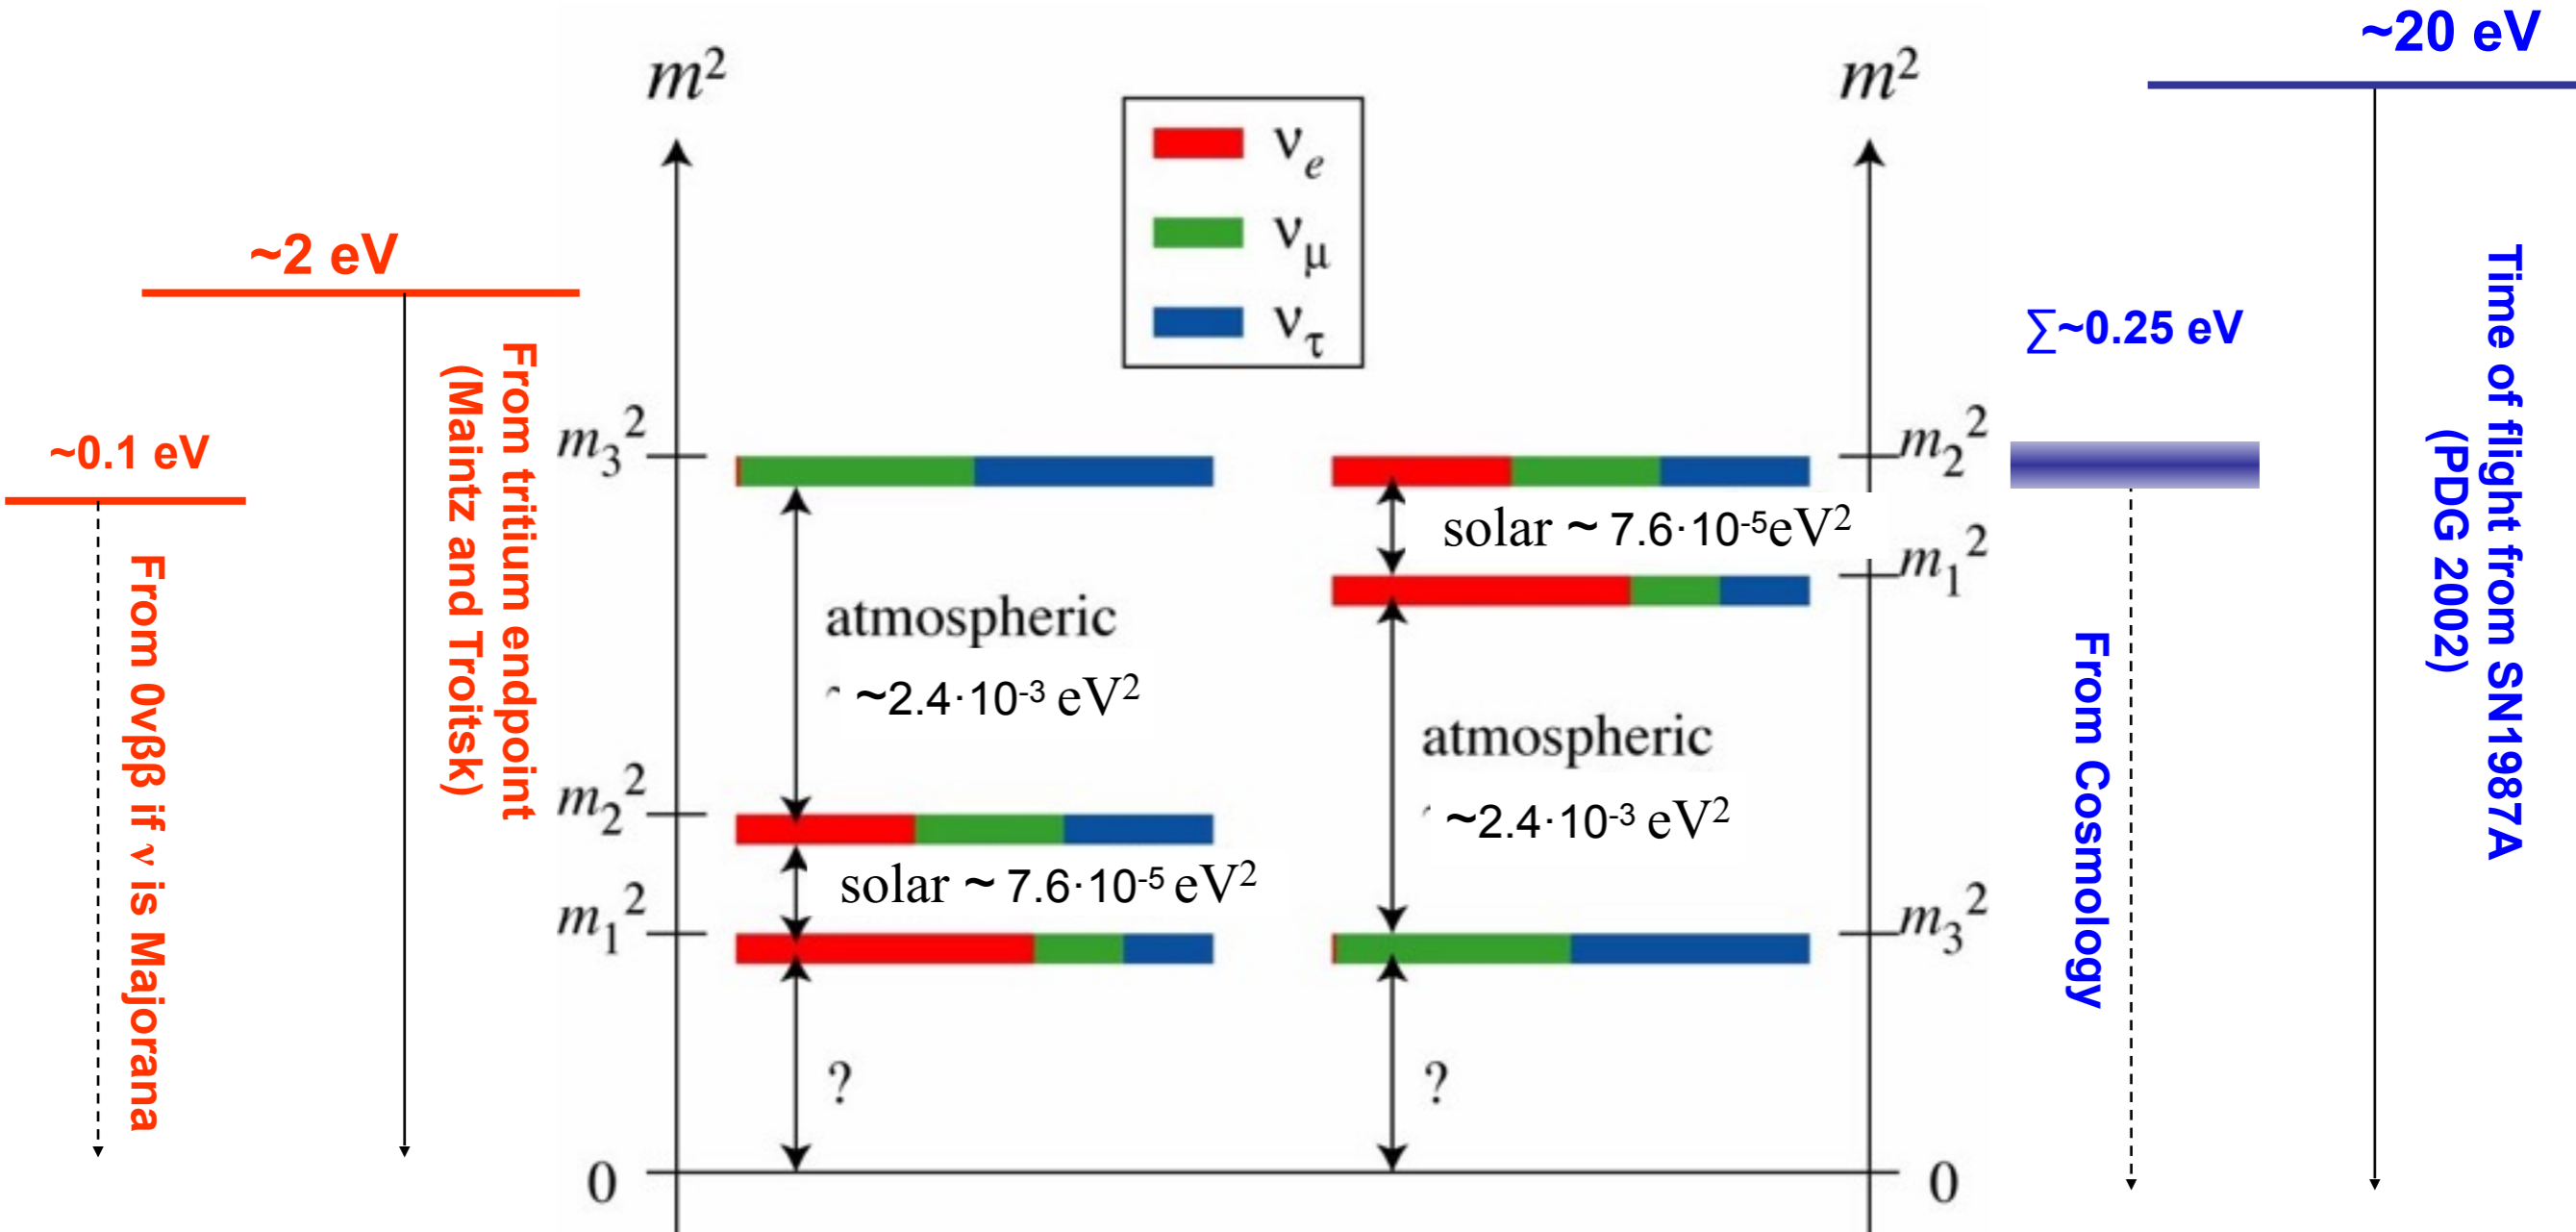 ~20 eV
m²
m²
νe
νμ
ντ
~2 eV
∑~0.25 eV
~0.1 eV
From tritium endpoint
(Maintz and Troitsk)
From 0νββ if ν is Majorana
Time of flight from SN1987A
(PDG 2002)
From Cosmology
m₃²
m₂²
solar ~ 7.6·10⁻⁵eV²
m₁²
atmospheric
~2.4·10⁻³ eV²
atmospheric
~2.4·10⁻³ eV²
m₂²
solar ~ 7.6·10⁻⁵ eV²
m₁²
m₃²
?
?
0
0